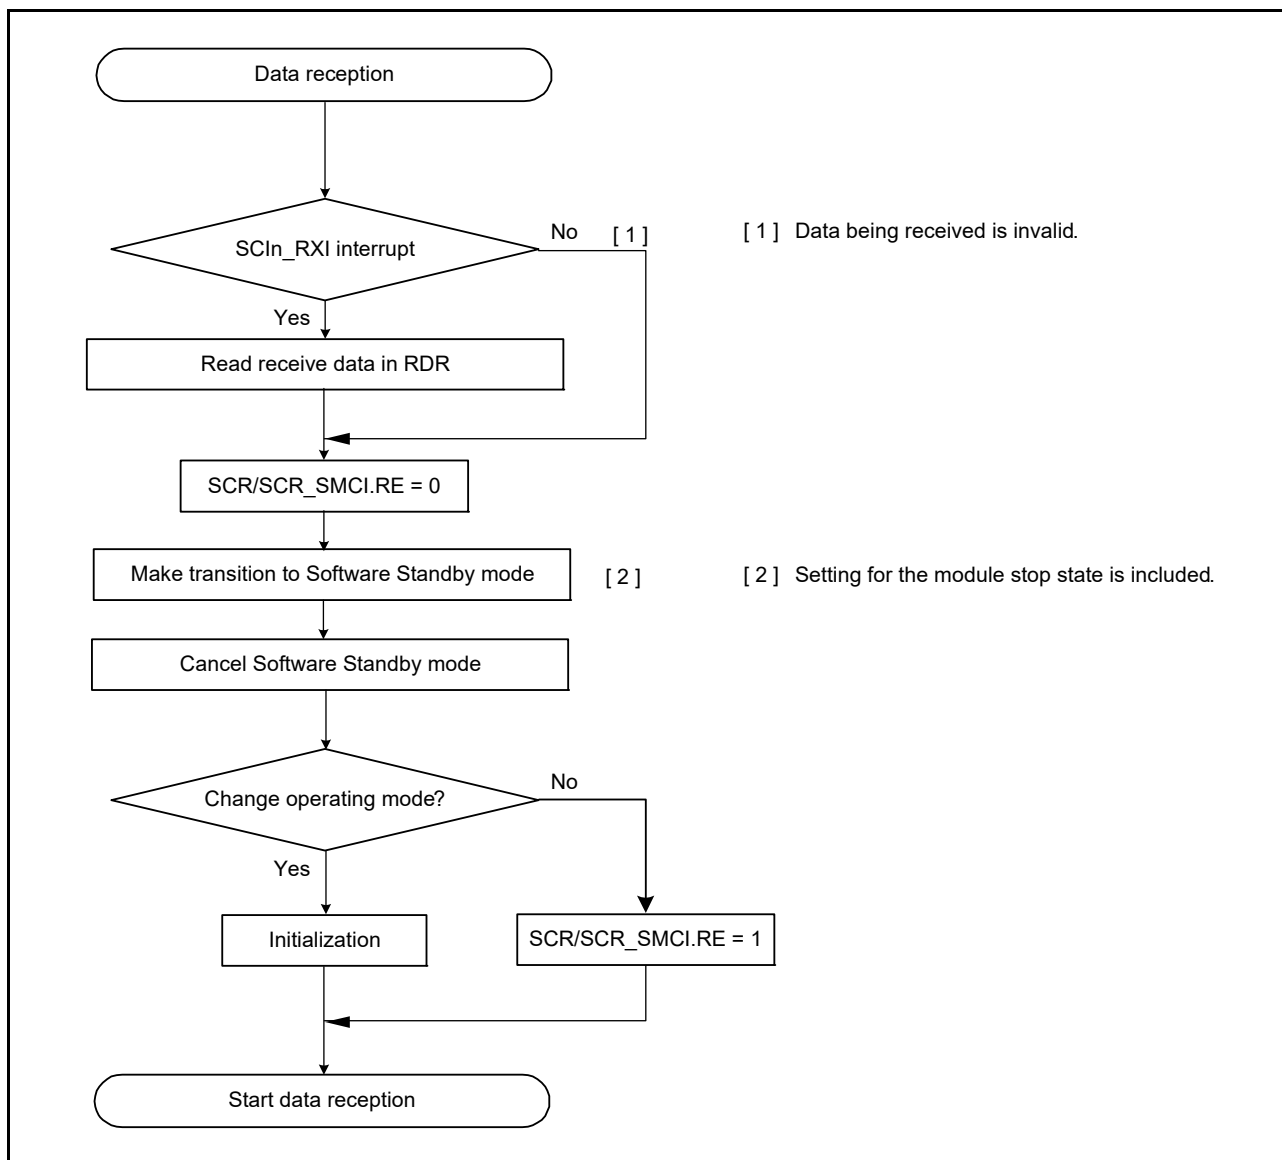 Data reception
SCIn_RXI interrupt
No
[ 1 ]
[ 1 ] Data being received is invalid.
Yes
Read receive data in RDR
SCR/SCR_SMCI.RE = 0
Make transition to Software Standby mode
[ 2 ]
[ 2 ] Setting for the module stop state is included.
Cancel Software Standby mode
Change operating mode?
No
Yes
Initialization
SCR/SCR_SMCI.RE = 1
Start data reception